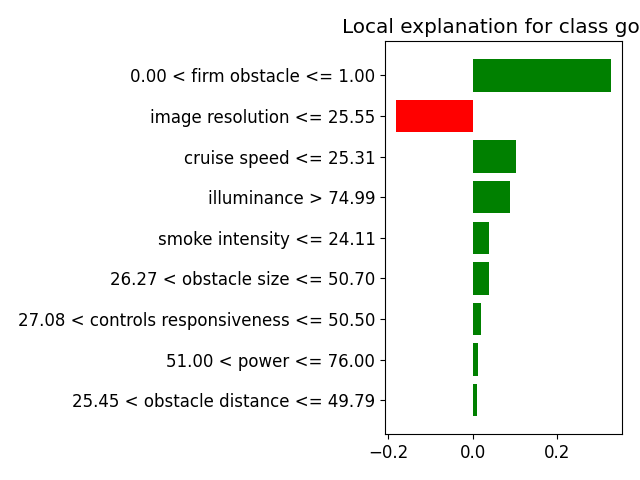 Local explanation for class go
0.00 < firm obstacle <= 1.00
image resolution <= 25.55
cruise speed <= 25.31
illuminance > 74.99
smoke intensity <= 24.11
26.27 < obstacle size <= 50.70
27.08 < controls responsiveness <= 50.50
51.00 < power <= 76.00
25.45 < obstacle distance <= 49.79
−0.2 0.0 0.2